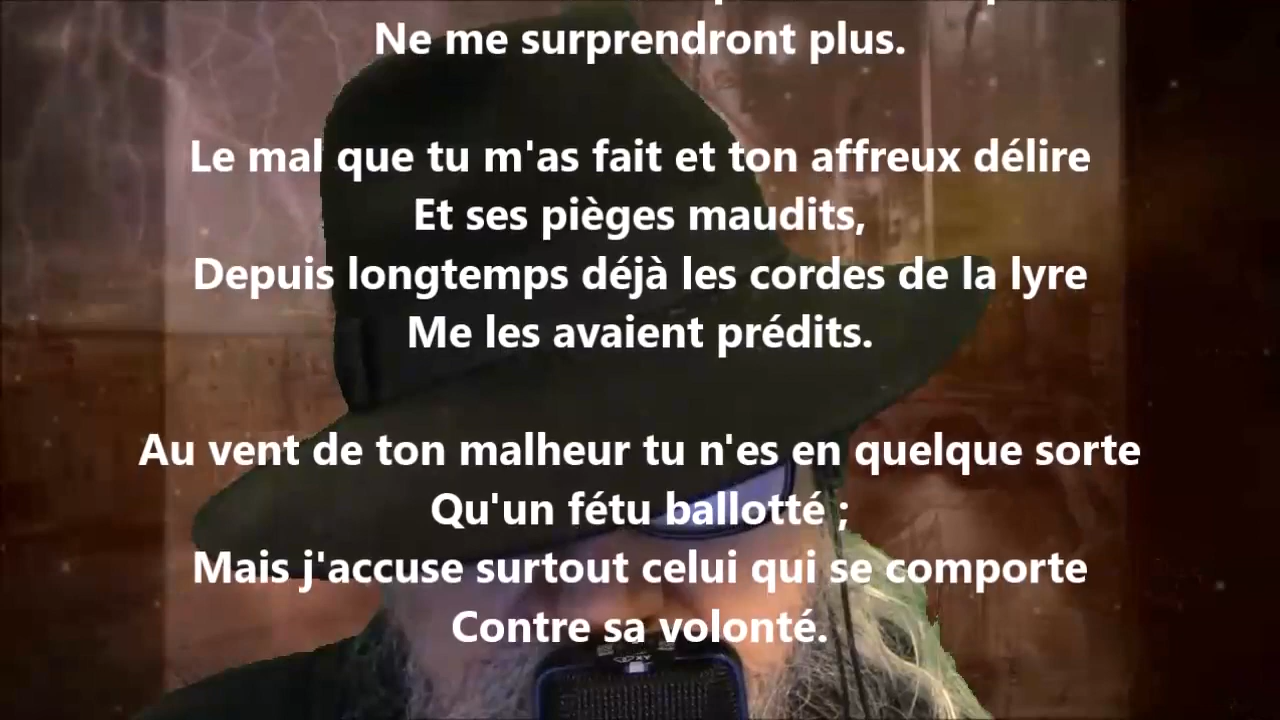 Ne me surprendront plus.
Le mal que tu m'as fait et ton affreux délire
Et ses pièges maudits,
Depuis longtemps déjà les cordes de la lyre
Me les avaient prédits.
Au vent de ton malheur tu n'es en quelque sorte
Qu'un fétu ballotté ;
Mais j'accuse surtout celui qui se comporte
Contre sa volonté.